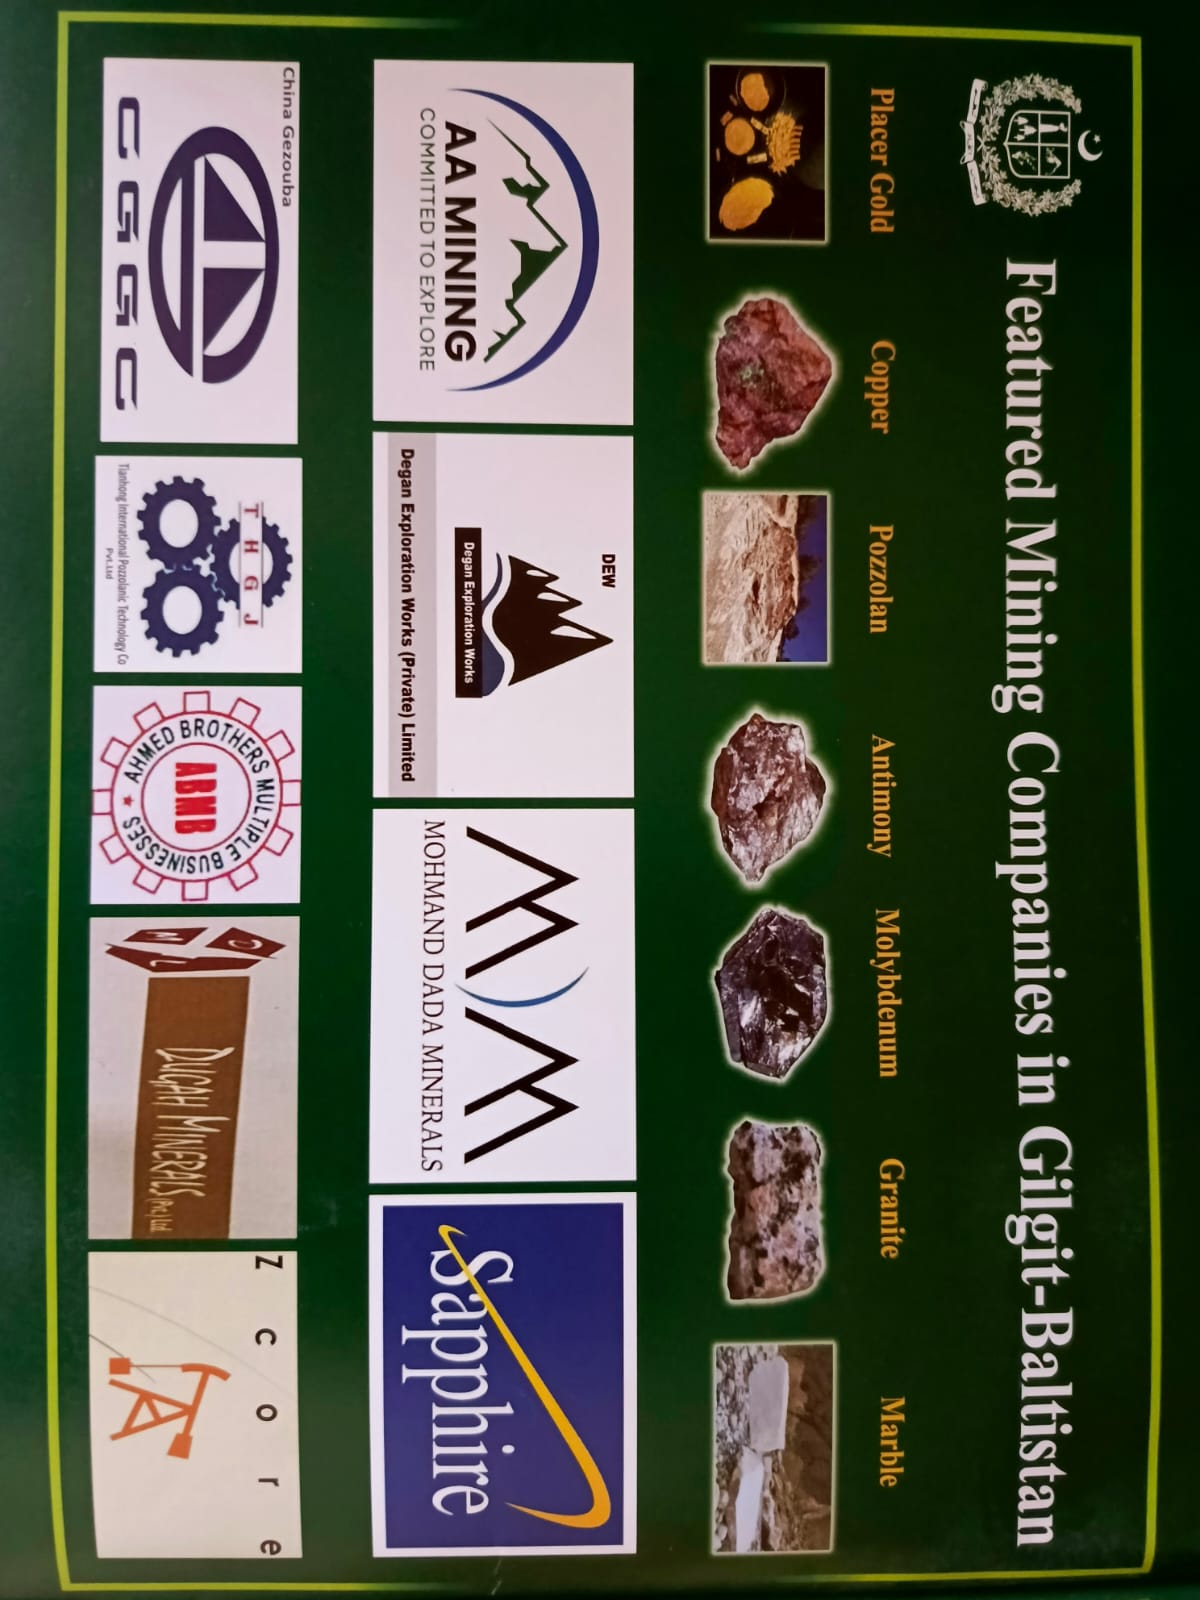 Featured Mining Companies in Gilgit-Baltistan
Placer Gold
Copper
Pozzolan
Antimony
Molybdenum
Granite
Marble
AA MINING
COMMITTED TO EXPLORE
DEW
Degan Exploration Works
Degan Exploration Works (Private) Limited
MDM
MOHMAND DADA MINERALS
Sapphire
China Gezouba
CGGC
THGJ
Tianhong International Pozzolanic Technology Co
Pvt.Ltd
AHMED BROTHERS MULTIPLE BUSINESSES
ABMB
DUGAH MINERALS (Pvt.) Ltd.
Zcore